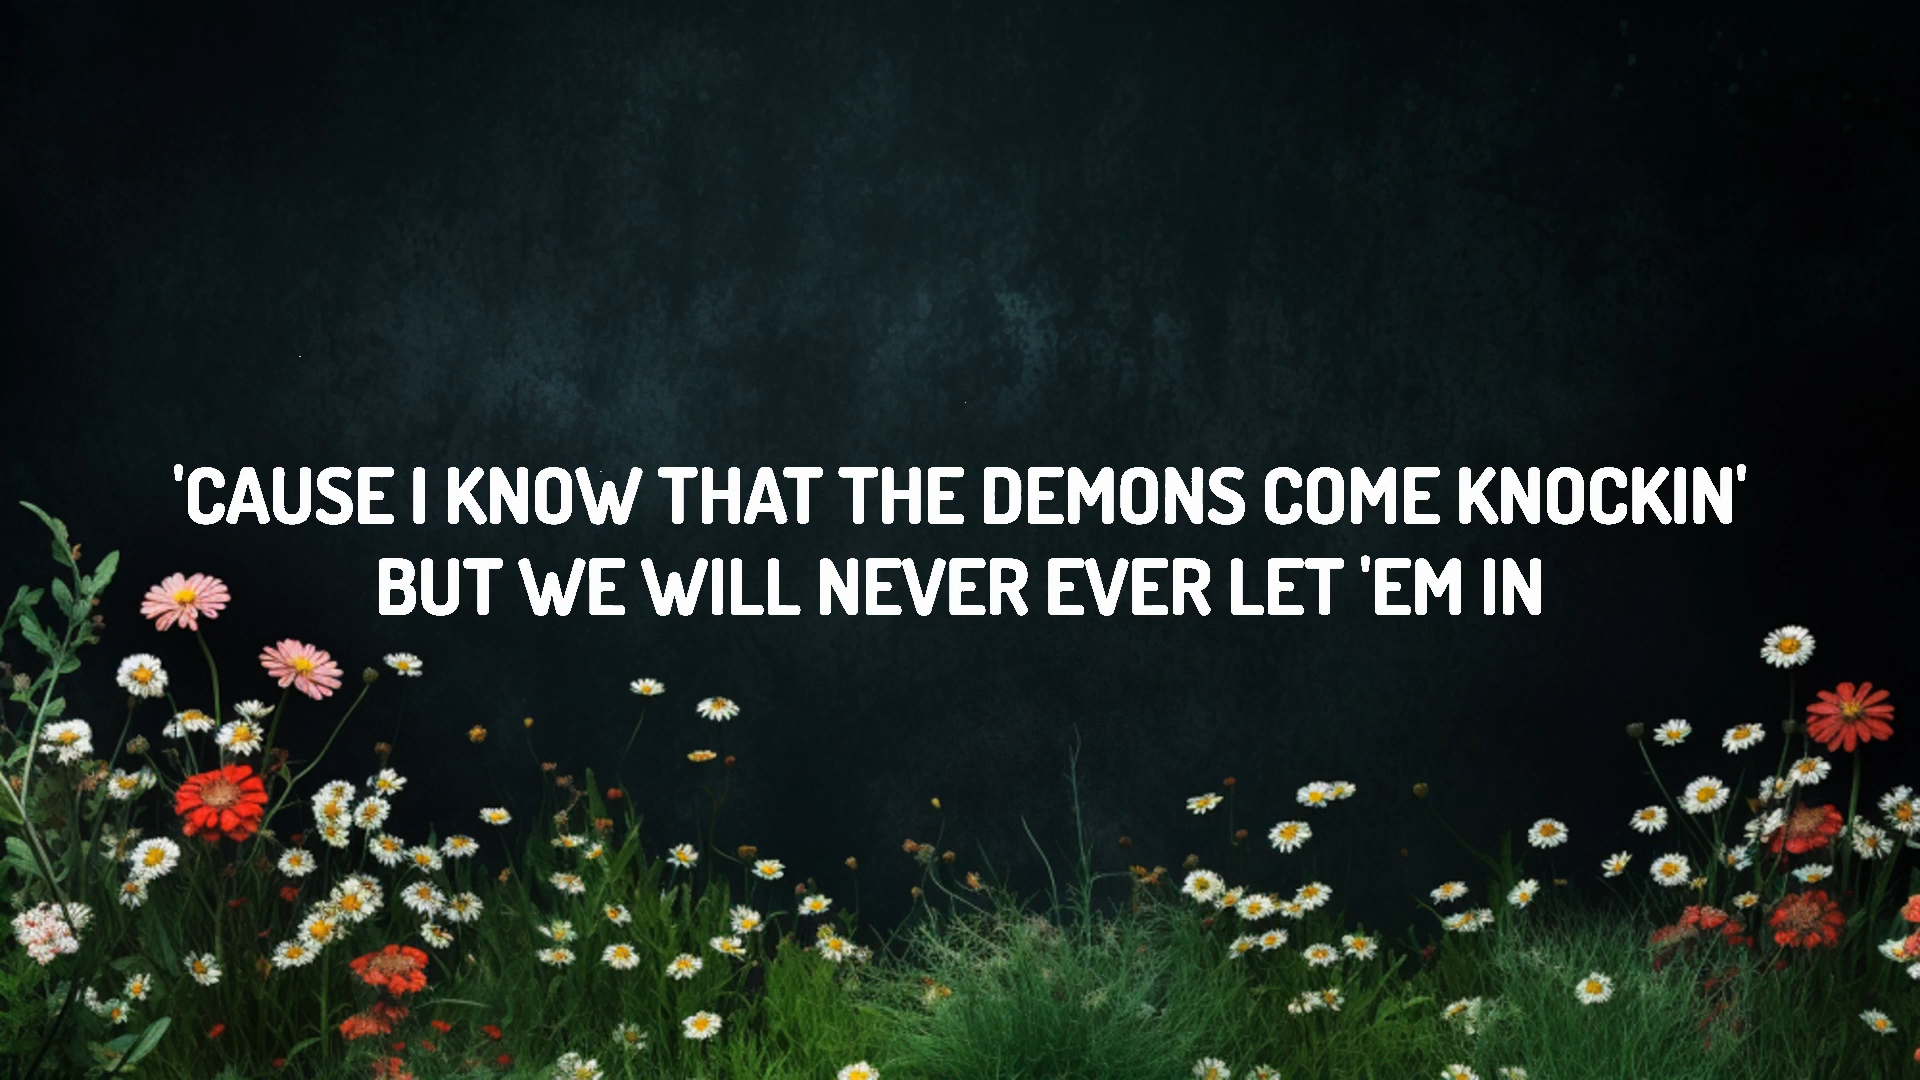 'CAUSE I KNOW THAT THE DEMONS COME KNOCKIN'
BUT WE WILL NEVER EVER LET 'EM IN